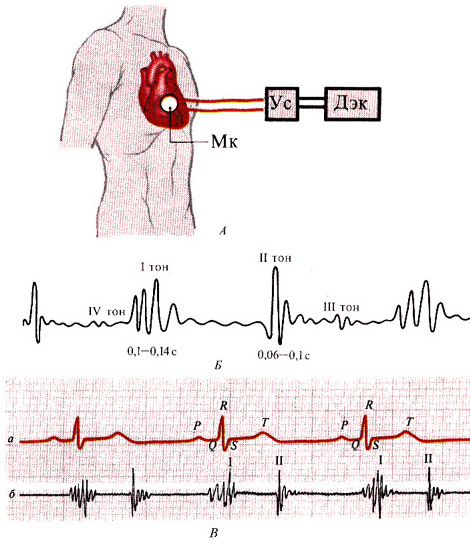 Ус Дэк
Мк
А
I тон II тон
IV тон III тон
0,1—0,14 с 0,06—0,1 с
Б
R R
а P T P T
Q S Q S
I II I II
б
В